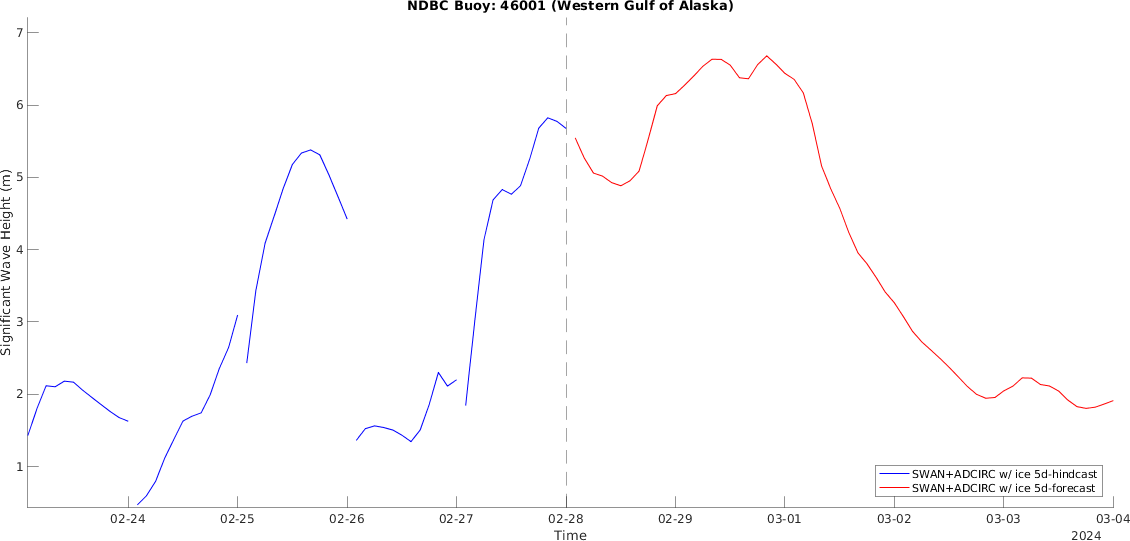 NDBC Buoy: 46001 (Western Gulf of Alaska)
7
6
5
4
3
2
1
Significant Wave Height (m)
SWAN+ADCIRC w/ ice 5d-hindcast
SWAN+ADCIRC w/ ice 5d-forecast
02-24 02-25 02-26 02-27 02-28 02-29 03-01 03-02 03-03 03-04
Time
2024